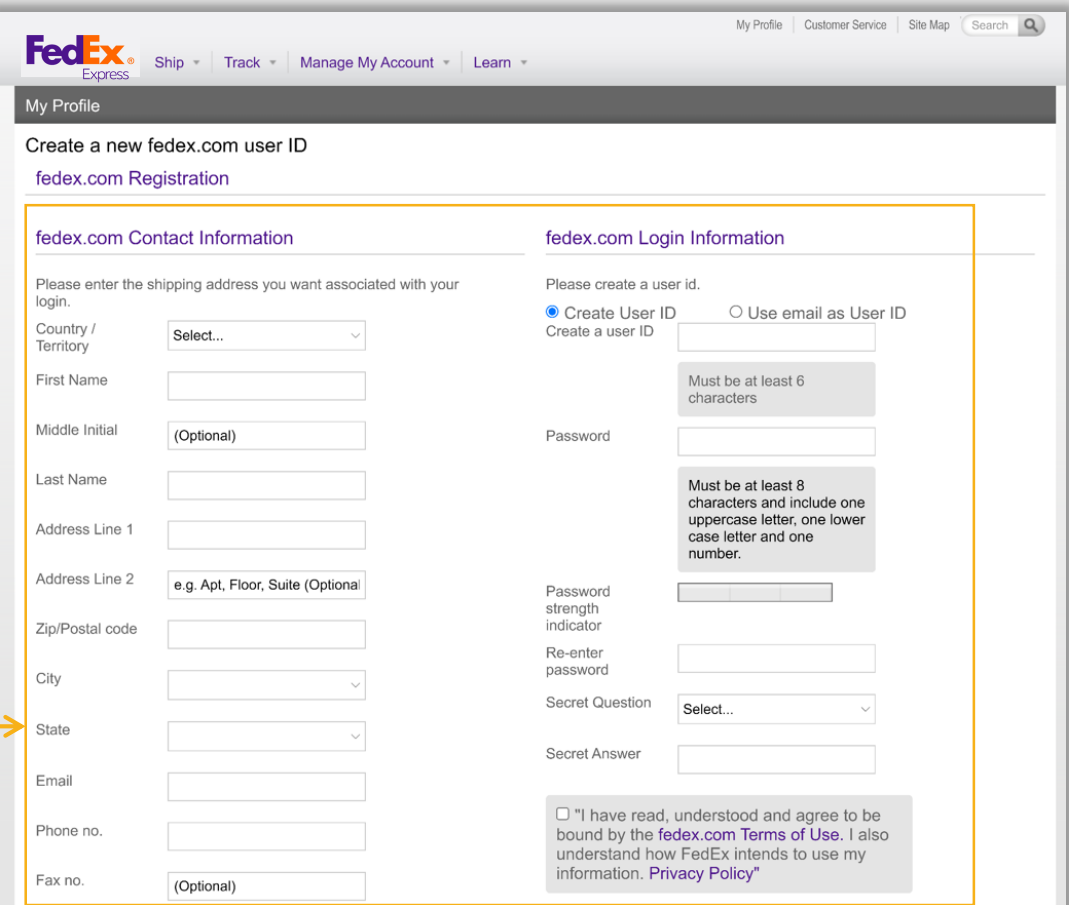 My Profile
Customer Service
Site Map
Search
FedEx®
Express
Ship
Track
Manage My Account
Learn
My Profile
Create a new fedex.com user ID
fedex.com Registration
fedex.com Contact Information
Please enter the shipping address you want associated with your
login.
Country /
Territory
Select...
First Name
Middle Initial
(Optional)
Last Name
Address Line 1
Address Line 2
e.g. Apt, Floor, Suite (Optional
Zip/Postal code
City
State
Email
Phone no.
Fax no.
(Optional)
fedex.com Login Information
Please create a user id.
Create User ID
Use email as User ID
Create a user ID
Must be at least 6
characters
Password
Must be at least 8
characters and include one
uppercase letter, one lower
case letter and one
number.
Password
strength
indicator
Re-enter
password
Secret Question
Select...
Secret Answer
"I have read, understood and agree to be
bound by the fedex.com Terms of Use. I also
understand how FedEx intends to use my
information. Privacy Policy"